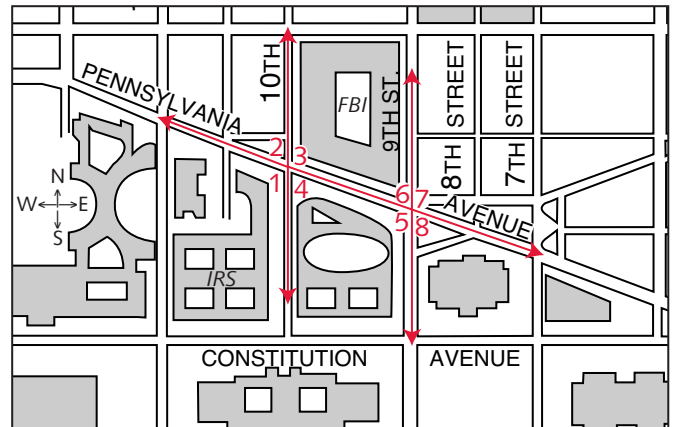 10TH
PENNSYLVANIA
FBI
9TH ST.
STREET
STREET
2 3
1 4
8TH
7TH
N
W E
S
6 7
5 8
AVENUE
IRS
CONSTITUTION AVENUE